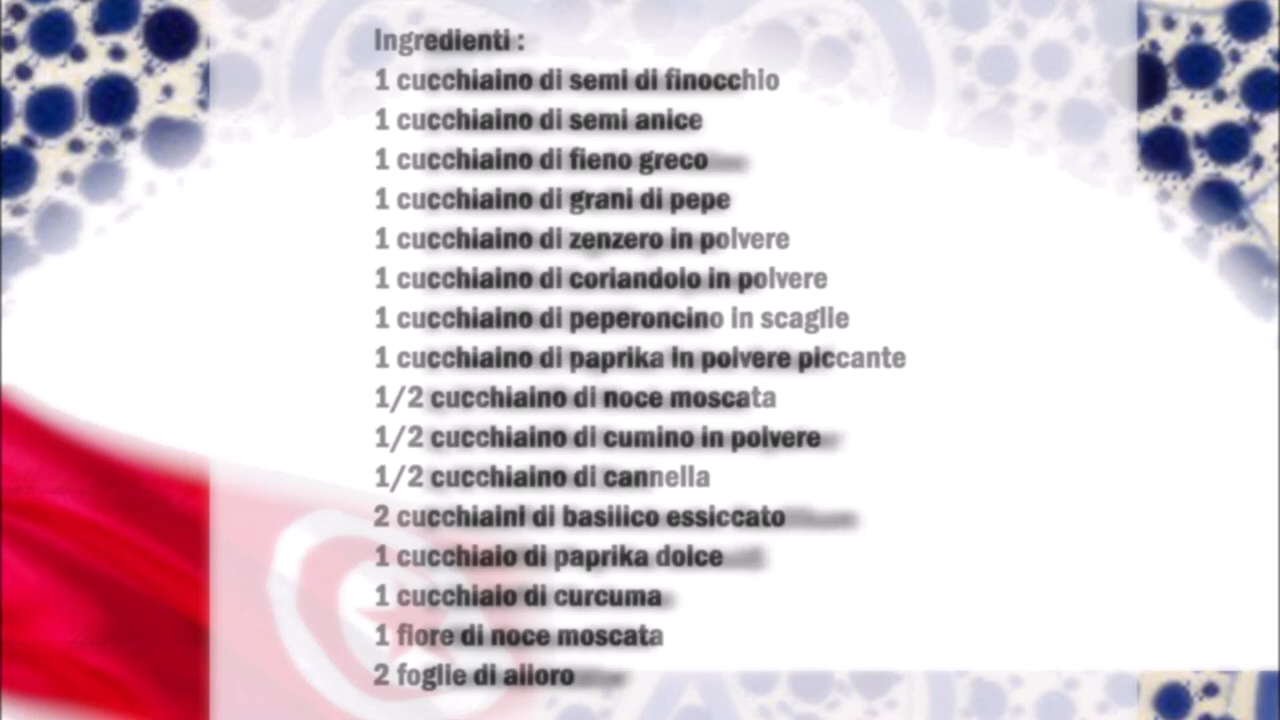 Ingredienti :
1 cucchiaino di semi di finocchio
1 cucchiaino di semi anice
1 cucchiaino di fieno greco
1 cucchiaino di grani di pepe
1 cucchiaino di zenzero in polvere
1 cucchiaino di coriandolo in polvere
1 cucchiaino di peperoncino in scaglie
1 cucchiaino di paprika in polvere piccante
1/2 cucchiaino di noce moscata
1/2 cucchiaino di cumino in polvere
1/2 cucchiaino di cannella
2 cucchiaini di basilico essiccato
1 cucchiaio di paprika dolce
1 cucchiaio di curcuma
1 fiore di noce moscata
2 foglie di alloro